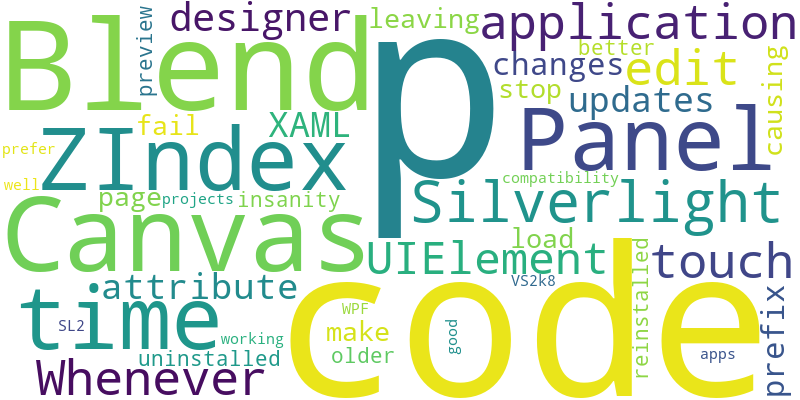 Blend
preview
designer
leaving
application
p
better
causing
changes
edit
stop
updates
fail
XAML
prefer
ZIndex
Panel
well
compatibility
page
projects
insanity
Silverlight
Canvas
load
UIElement
touch
reinstalled
VS2k8
attribute
time
code
prefix
SL2
WPF
make
good
working
older
uninstalled
apps
Whenever